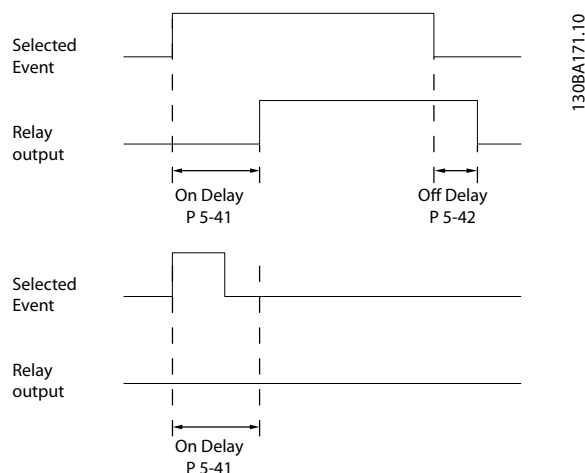 Selected
Event
130BA171.10
Relay
output
On Delay
P 5-41
Off Delay
P 5-42
Selected
Event
Relay
output
On Delay
P 5-41